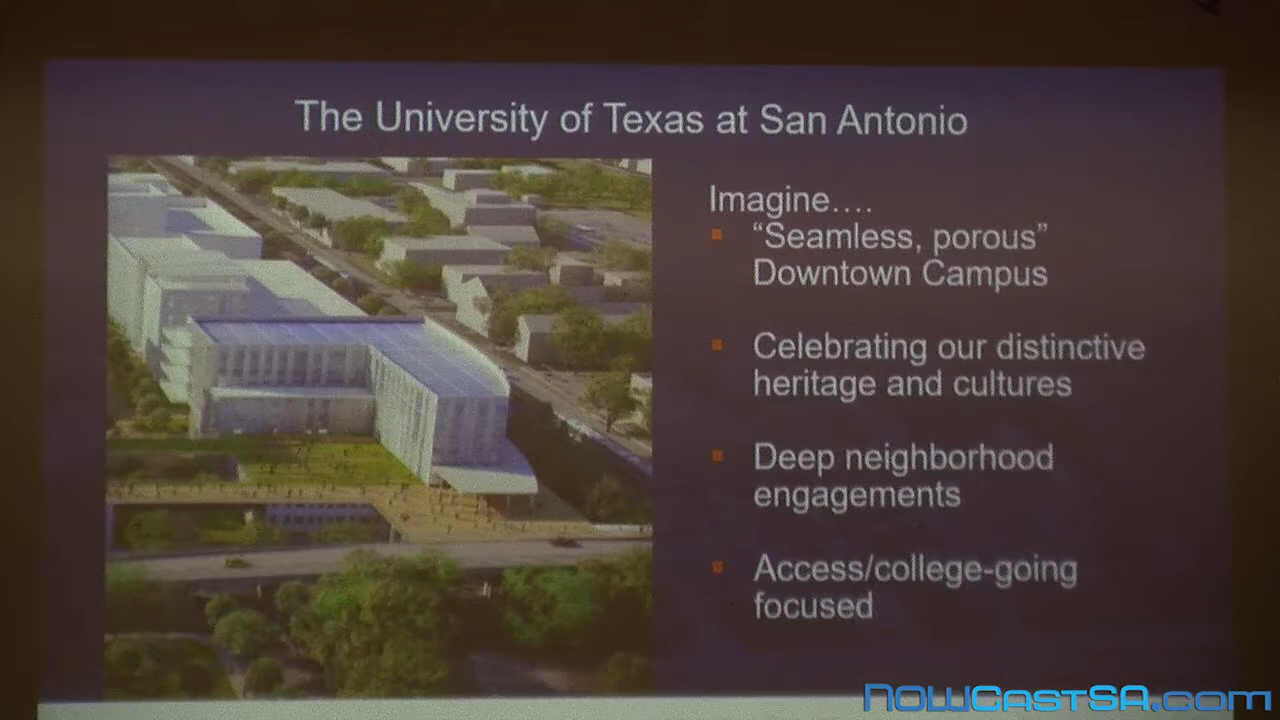 The University of Texas at San Antonio
Imagine....
“Seamless, porous”
Downtown Campus
Celebrating our distinctive
heritage and cultures
Deep neighborhood
engagements
Access/college-going
focused
NOWCASTSA.com